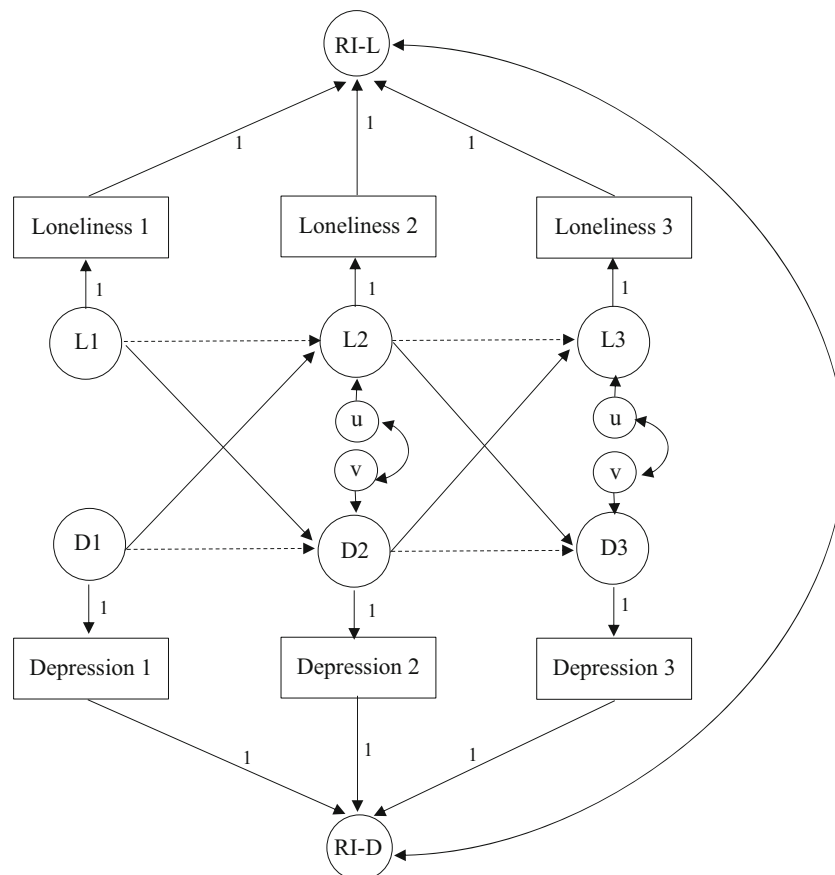 RI-L
1
1
1
Loneliness 1
Loneliness 2
Loneliness 3
1
1
1
L1
L2
L3
u
u
v
v
D1
D2
D3
1
1
1
Depression 1
Depression 2
Depression 3
1
1
1
RI-D